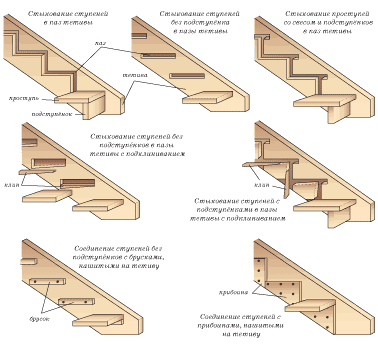 Стыкование ступеней
в паз тетивы
Стыкование ступеней
без подступёнка
в пазы тетивы
Стыкование проступей
со свесом и подступёнков
в паз тетивы
паз
тетива
проступь
подступёнок
Стыкование ступеней без
подступёнков в пазы
тетивы с подклиниванием
клин
клин
Стыкование ступеней с
подступёнками в пазы
тетивы с подклиниванием
Соединение ступеней без
подступёнков с брусками,
нашитыми на тетиву
брусок
прибоина
Соединение ступеней с
прибоинами, нашитыми
на тетиву